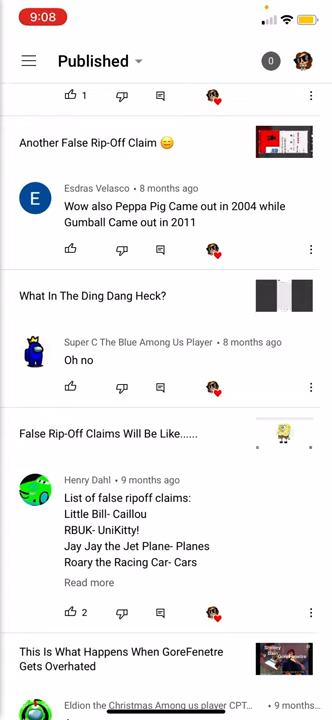 9:08
Published
0
1
Another False Rip-Off Claim 😑
Esdras Velasco • 8 months ago
E
Wow also Peppa Pig Came out in 2004 while
Gumball Came out in 2011
What In The Ding Dang Heck?
Super C The Blue Among Us Player • 8 months ago
Oh no
False Rip-Off Claims Will Be Like......
Henry Dahl • 9 months ago
List of false ripoff claims:
Little Bill- Caillou
RBUK- UniKitty!
Jay Jay the Jet Plane- Planes
Roary the Racing Car- Cars
Read more
2
This Is What Happens When GoreFenetre
Gets Overhated
Eldion the Christmas Among us player CPT... • 9 months...